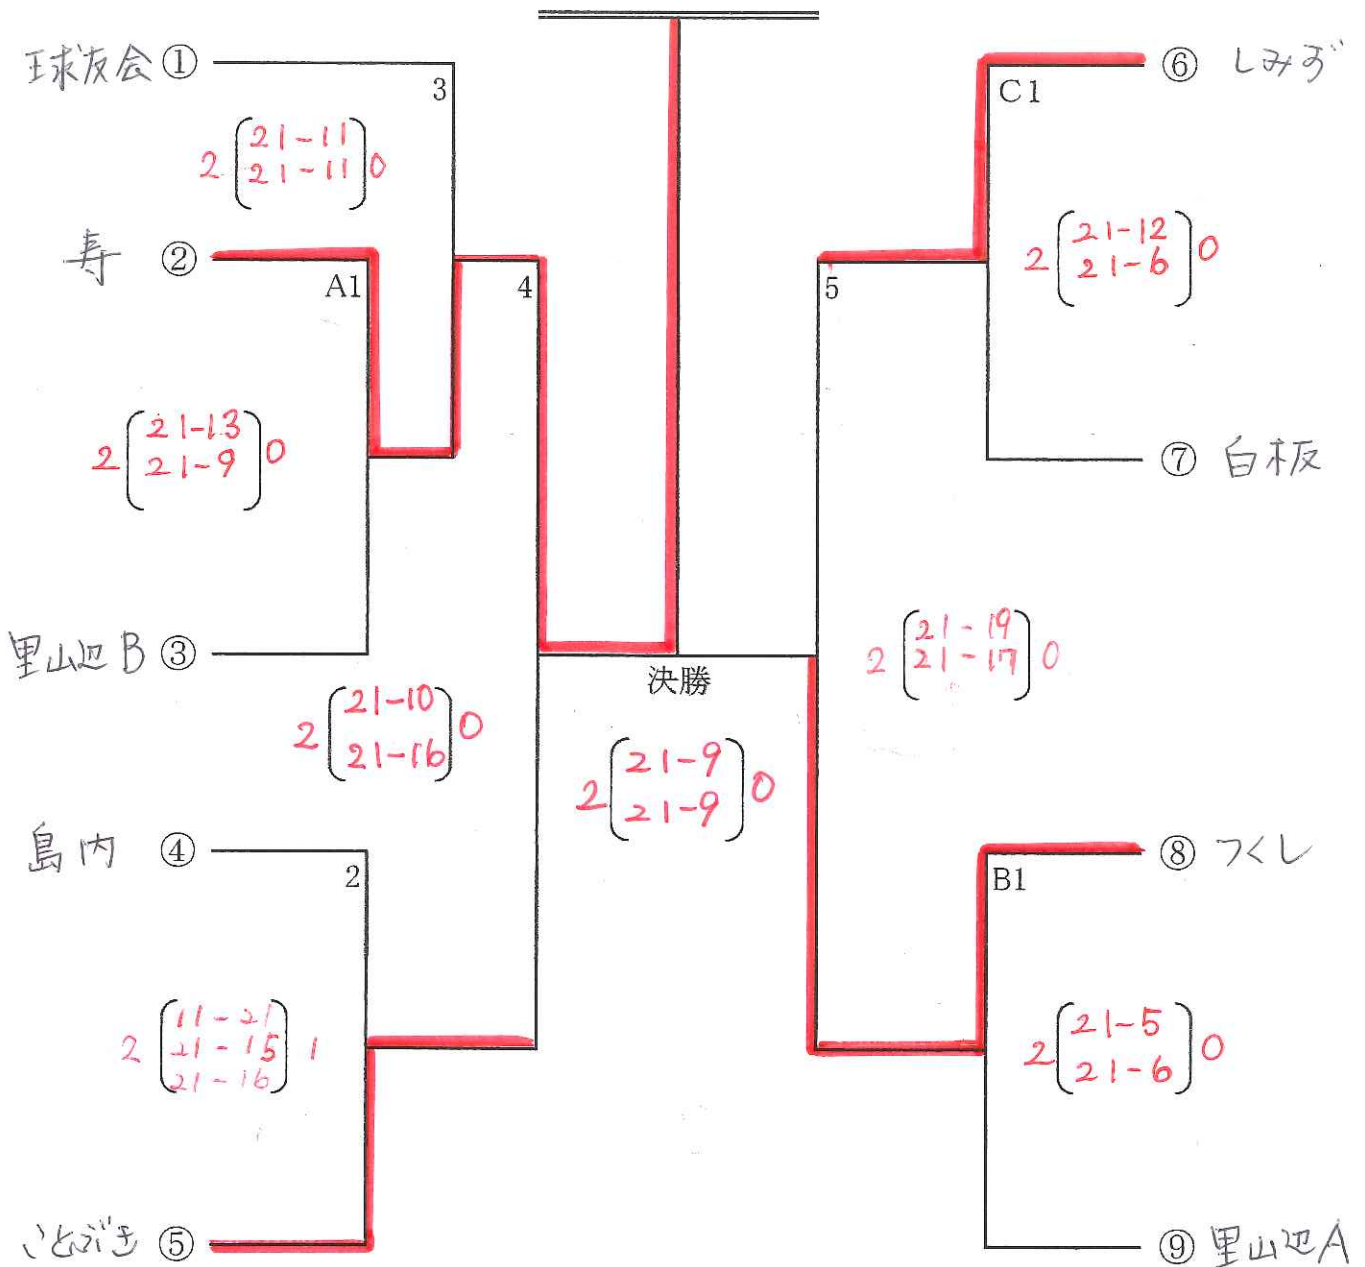 球友会 ①
3
2 21-11 0
21-11
寿 ②
A1
4
2 21-13 0
21-9
里山辺B ③
2 21-10 0
21-16
島内 ④
2
2 11-21 1
21-15
21-16
ことぶき ⑤
決勝
2 21-9 0
21-9
⑥ しみず
C1
2 21-12 0
21-6
5
⑦ 白板
2 21-19 0
21-17
⑧ つくし
B1
2 21-5 0
21-6
⑨ 里山辺A